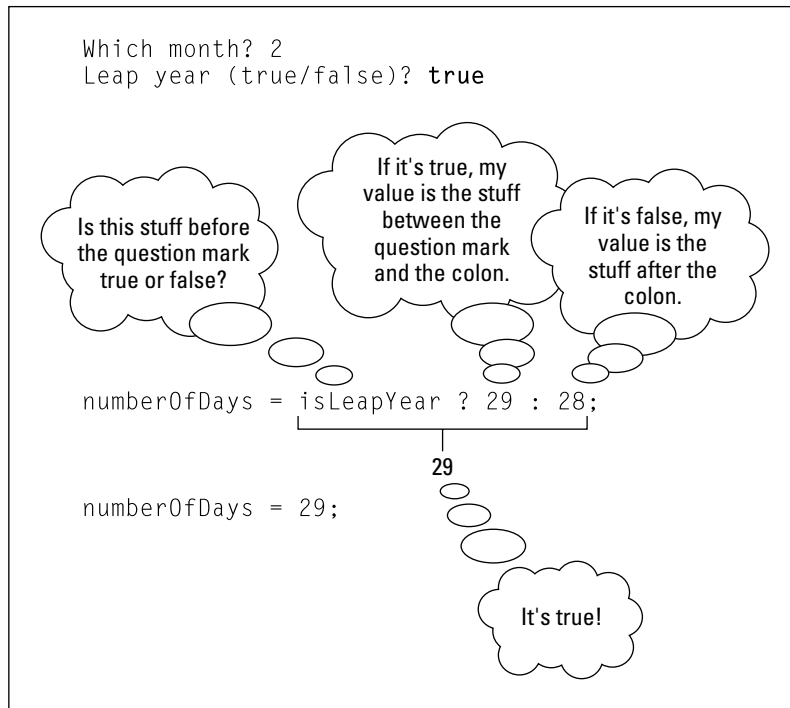 Which month? 2
Leap year (true/false)? true
Is this stuff before
the question mark
true or false?
If it's true, my
value is the stuff
between the
question mark
and the colon.
If it's false, my
value is the
stuff after the
colon.
numberOfDays = isLeapYear ? 29 : 28;
29
numberOfDays = 29;
It's true!